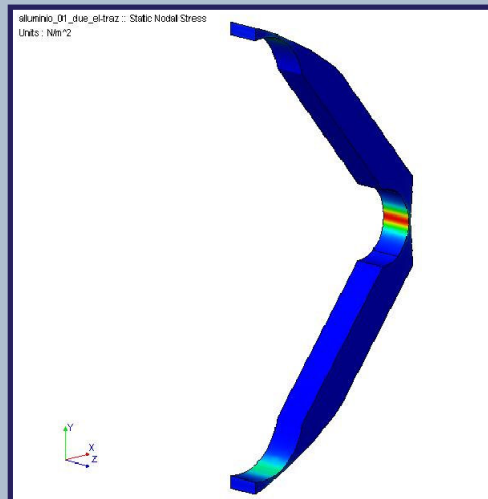 alluminio_01_due_el-traz :: Static Nodal Stress
Units : N/m^2
Y
X
Z